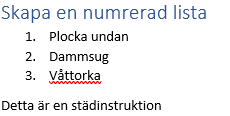 Skapa en numrerad lista
1. Plocka undan
2. Dammsug
3. Våttorka
Detta är en städinstruktion